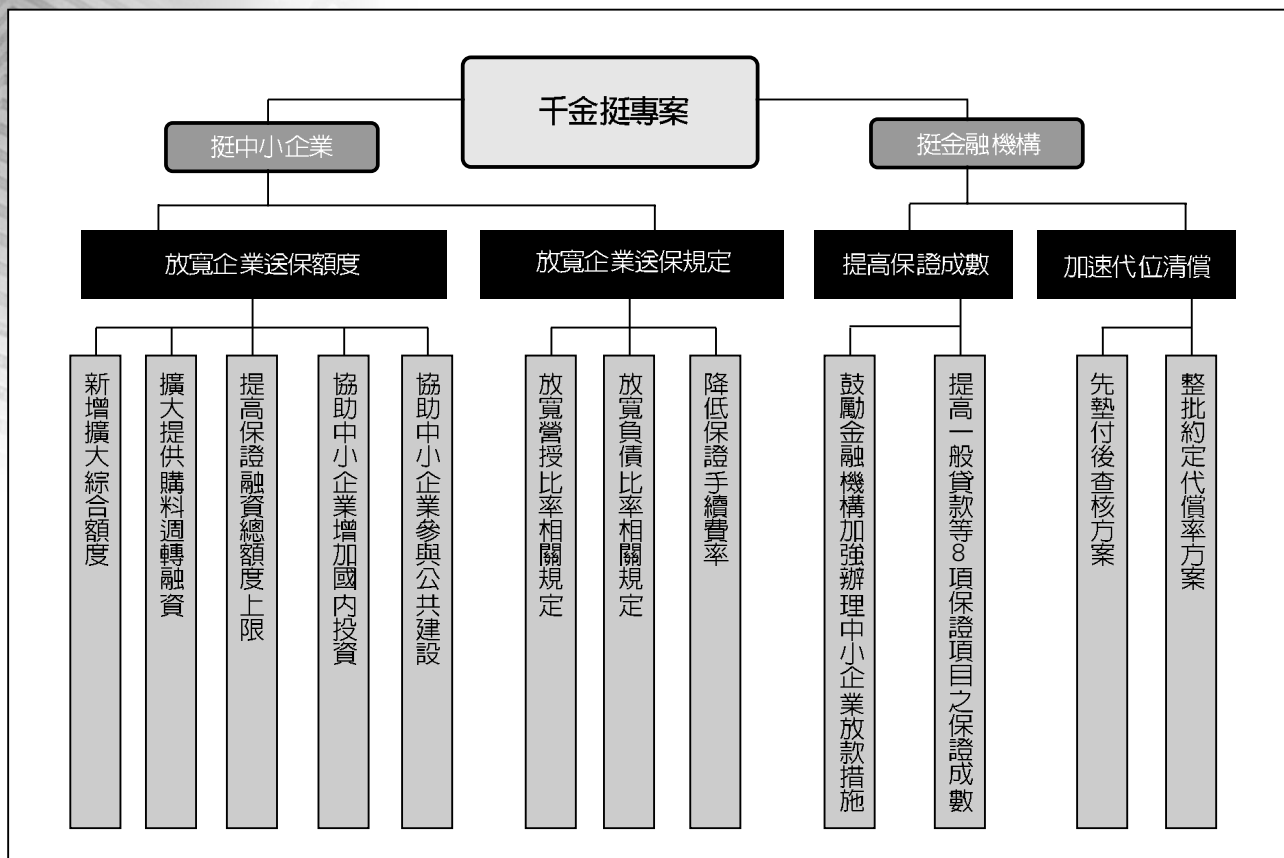 千金挺專案
挺中小企業
挺金融機構
放寬企業送保額度
放寬企業送保規定
提高保證成數
加速代位清償
新增擴大綜合額度
擴大提供購料週轉融資
提高保證融資總額度上限
協助中小企業增加國內投資
協助中小企業參與公共建設
放寬營授比率相關規定
放寬負債比率相關規定
降低保證手續費率
鼓勵金融機構加強辦理中小企業放款措施
提高一般貸款等8項保證項目之保證成數
先墊付後查核方案
整批約定代償率方案